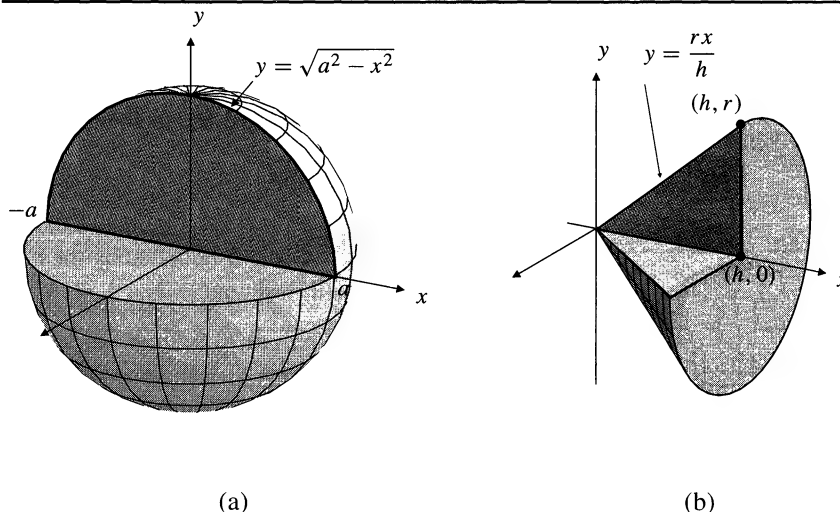 y
y = √(a² − x²)
−a
a
x
(a)
y
y = rx/h
(h, r)
(h, 0)
(b)